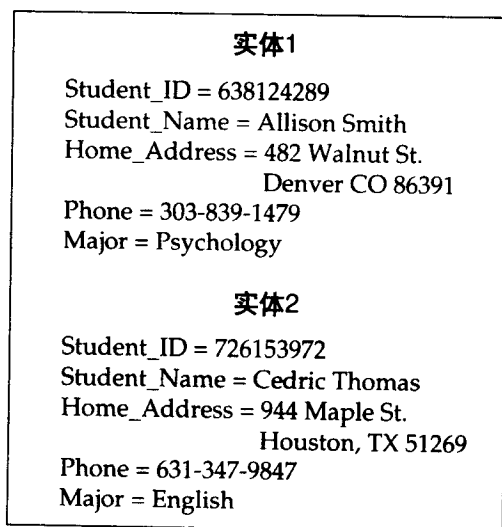 实体1
Student_ID = 638124289
Student_Name = Allison Smith
Home_Address = 482 Walnut St.
Denver CO 86391
Phone = 303-839-1479
Major = Psychology
实体2
Student_ID = 726153972
Student_Name = Cedric Thomas
Home_Address = 944 Maple St.
Houston, TX 51269
Phone = 631-347-9847
Major = English